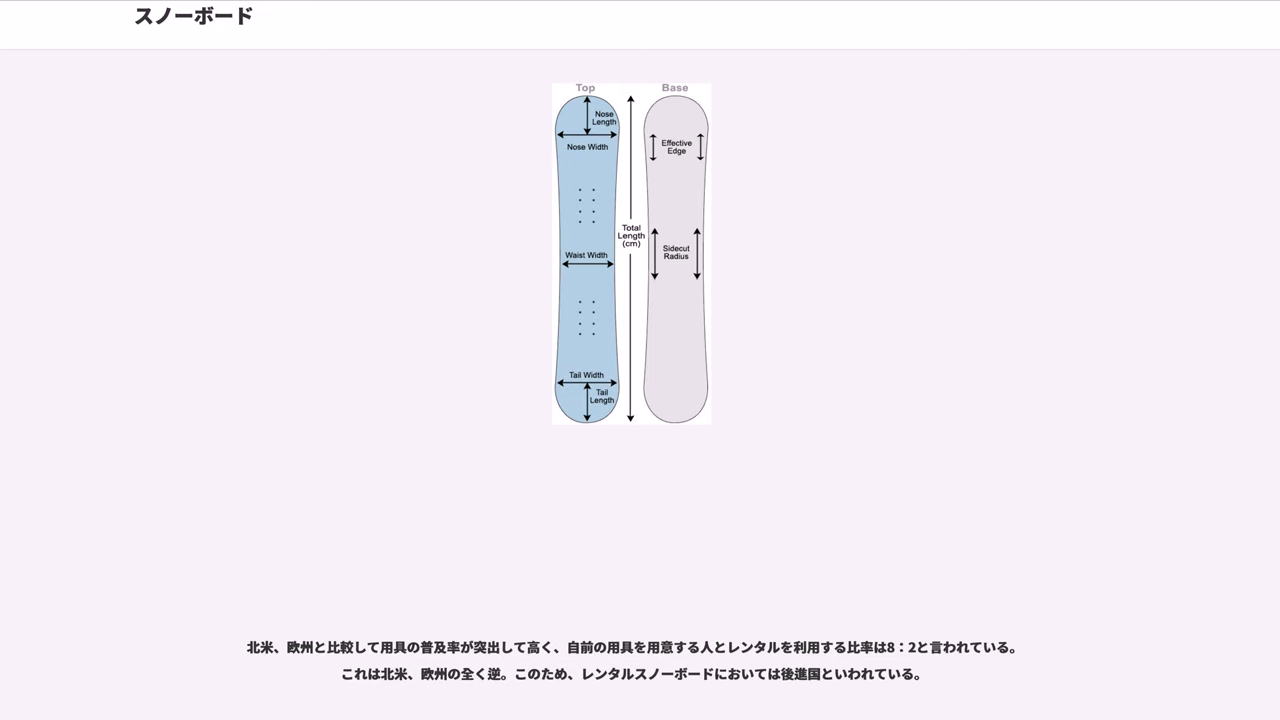 スノーボード
Top
Base
Nose
Length
Nose Width
Effective
Edge
Total
Length
(cm)
Sidecut
Radius
Waist Width
Tail Width
Tail
Length
北米、欧州と比較して用具の普及率が突出して高く、自前の用具を用意する人とレンタルを利用する比率は8：2と言われている。
これは北米、欧州の全く逆。このため、レンタルスノーボードにおいては後進国といわれている。